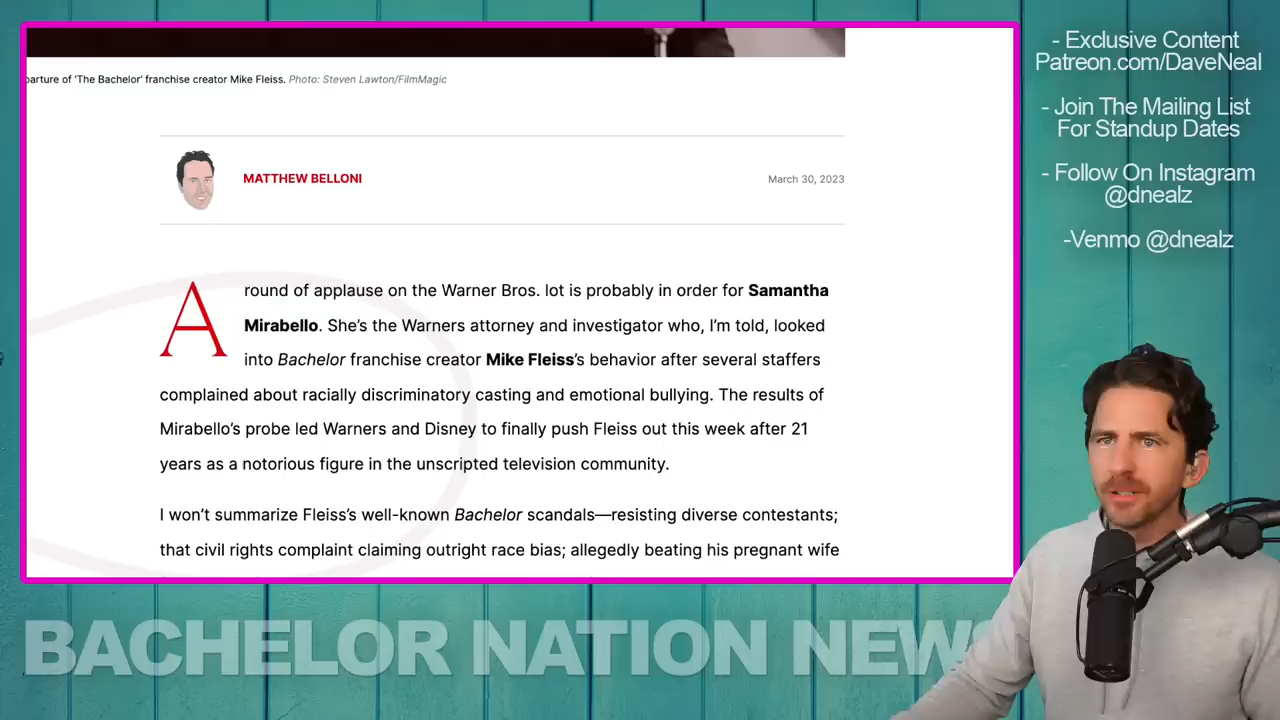 parture of 'The Bachelor' franchise creator Mike Fleiss. Photo: Steven Lawton/FilmMagic
MATTHEW BELLONI
March 30, 2023
A round of applause on the Warner Bros. lot is probably in order for Samantha
Mirabello. She's the Warners attorney and investigator who, I'm told, looked
into Bachelor franchise creator Mike Fleiss's behavior after several staffers
complained about racially discriminatory casting and emotional bullying. The results of
Mirabello's probe led Warners and Disney to finally push Fleiss out this week after 21
years as a notorious figure in the unscripted television community.
I won't summarize Fleiss's well-known Bachelor scandals—resisting diverse contestants;
that civil rights complaint claiming outright race bias; allegedly beating his pregnant wife
- Exclusive Content
Patreon.com/DaveNeal
- Join The Mailing List
For Standup Dates
- Follow On Instagram
@dnealz
-Venmo @dnealz
BACHELOR NATION NEWS